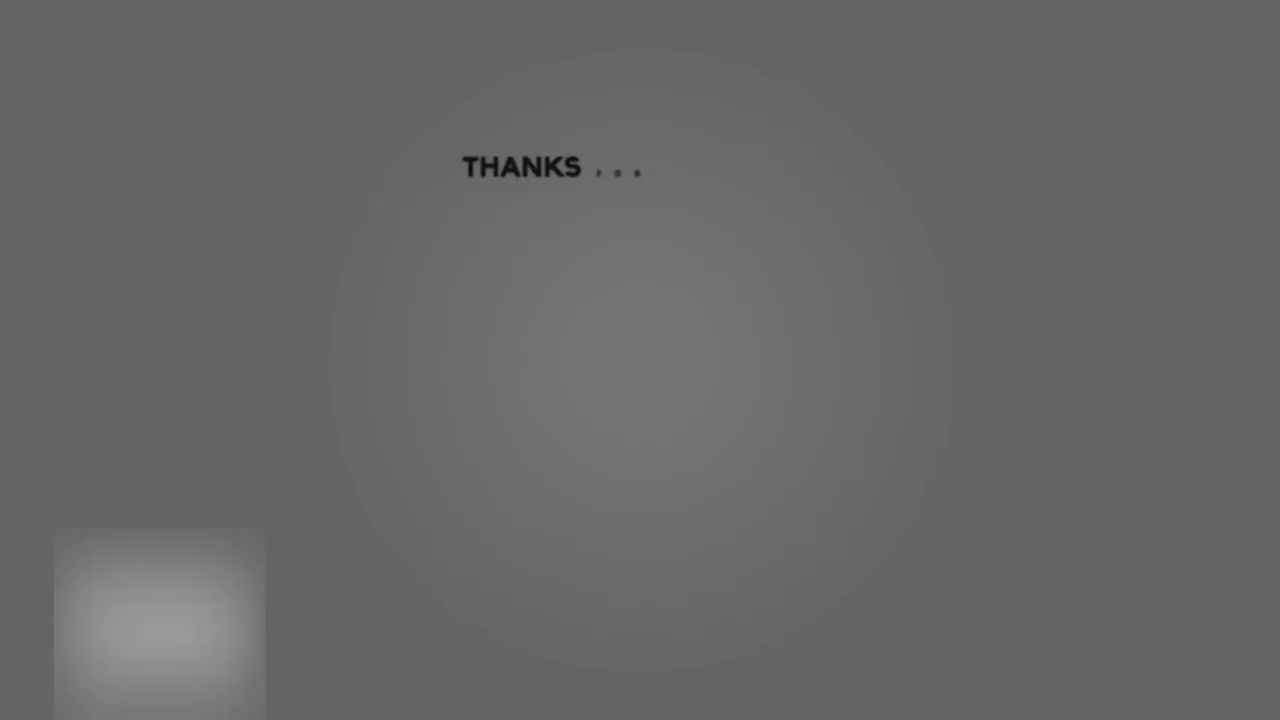 THANKS . . .